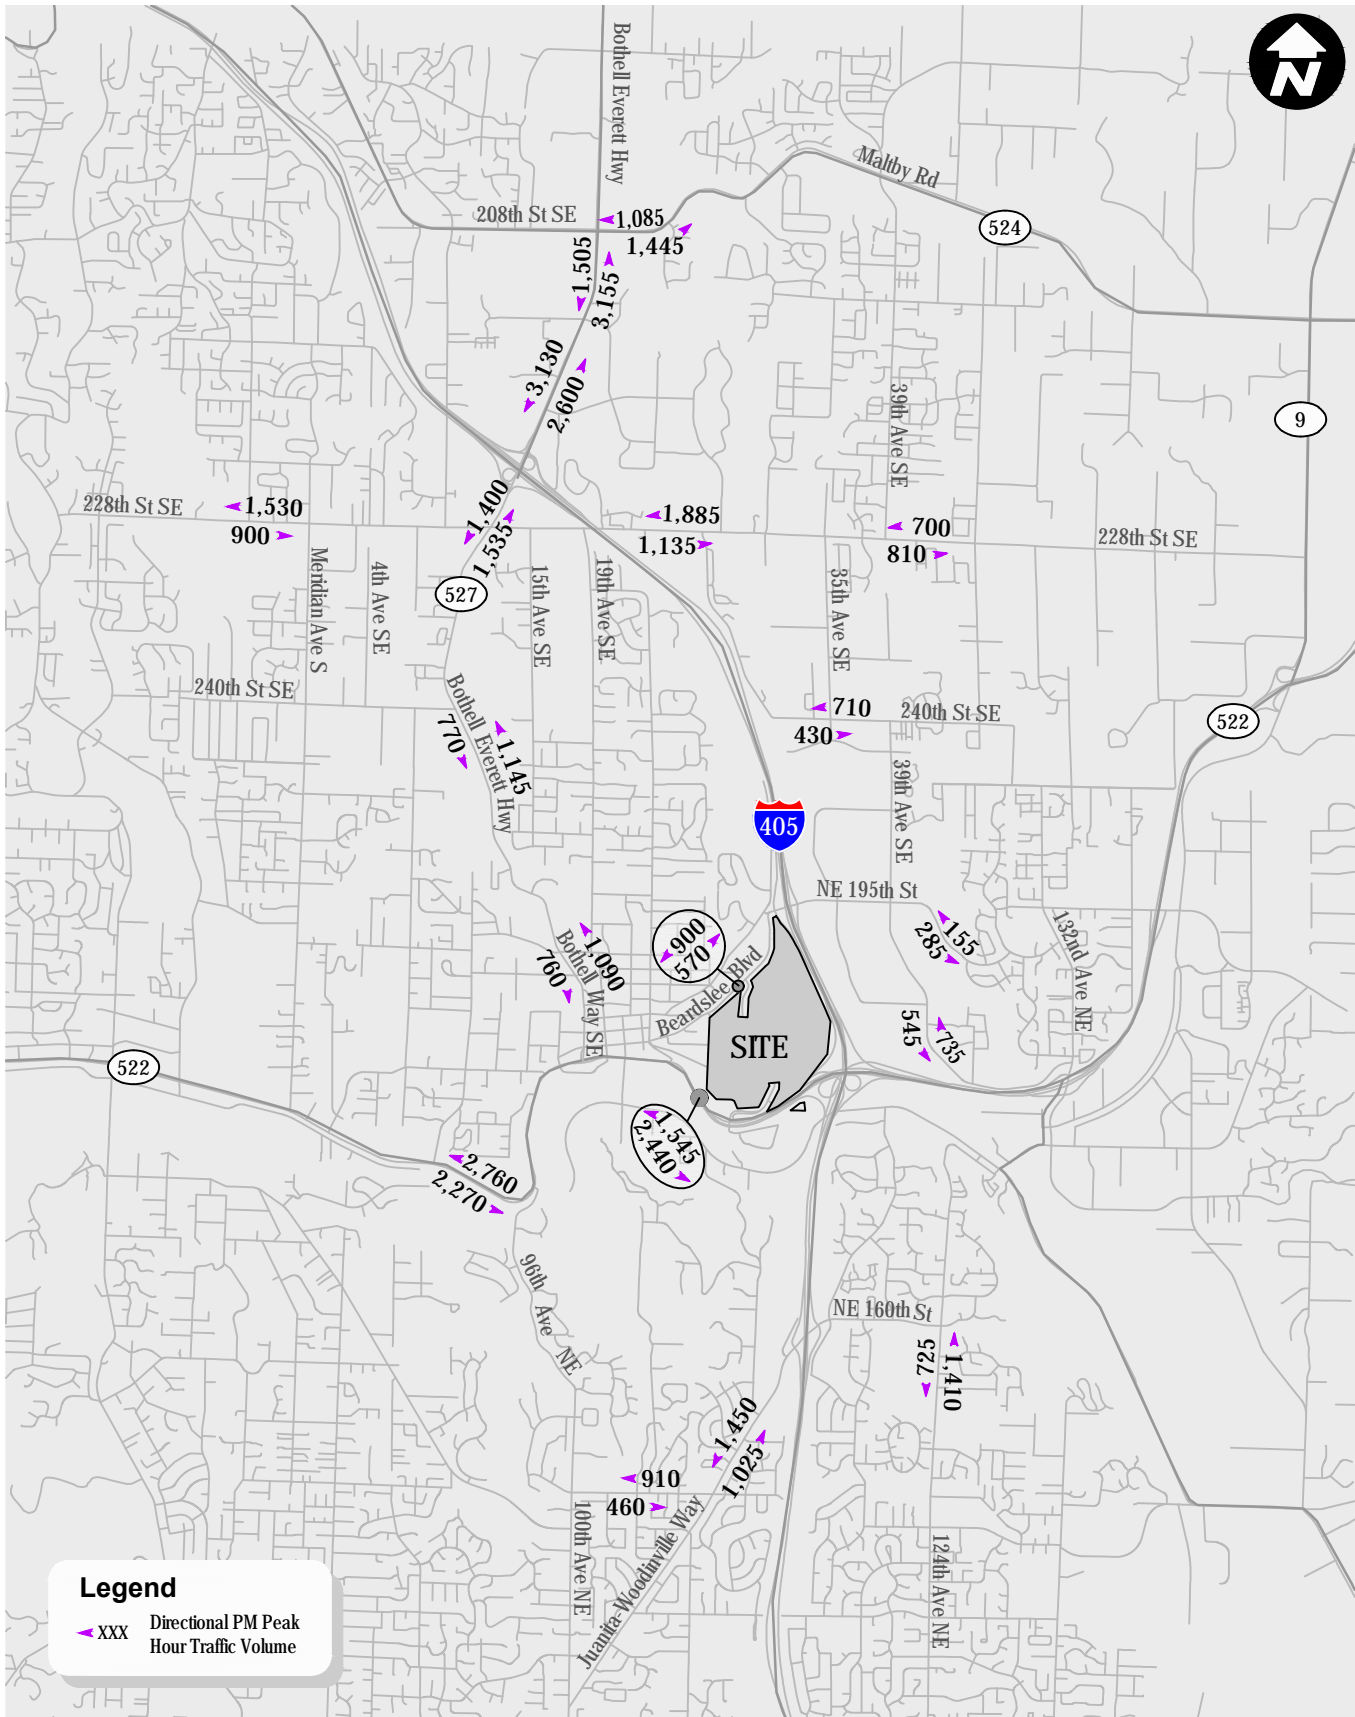 N
Bothell Everett Hwy
Maltby Rd
208th St SE
1,085
1,445
524
1,505
3,155
3,130
2,600
39th Ave SE
9
228th St SE
1,530
900
1,400
1,535
1,885
1,135
700
810
228th St SE
Meridian Ave S
4th Ave SE
527
15th Ave SE
19th Ave SE
35th Ave SE
240th St SE
Bothell Everett Hwy
770
1,145
710
430
240th St SE
522
39th Ave SE
405
NE 195th St
155
285
132nd Ave NE
900
570
Beardslee Blvd
1,090
760
Bothell Way SE
545
735
SITE
522
1,545
2,440
2,760
2,270
96th Ave NE
NE 160th St
725
1,410
1,450
1,025
910
460
100th Ave NE
Juanita-Woodinville Way
124th Ave NE
Legend
XXX Directional PM Peak
Hour Traffic Volume